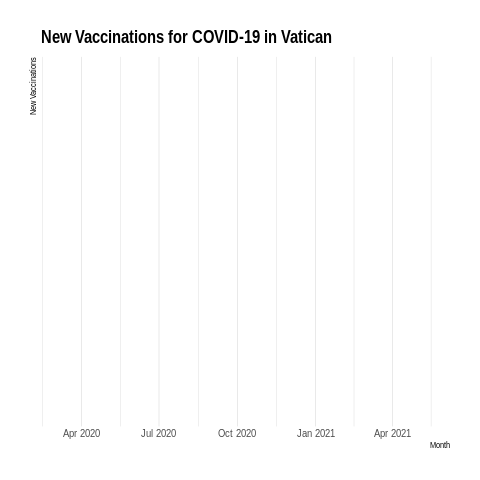 New Vaccinations for COVID-19 in Vatican
New Vaccinations
Apr 2020
Jul 2020
Oct 2020
Jan 2021
Apr 2021
Month